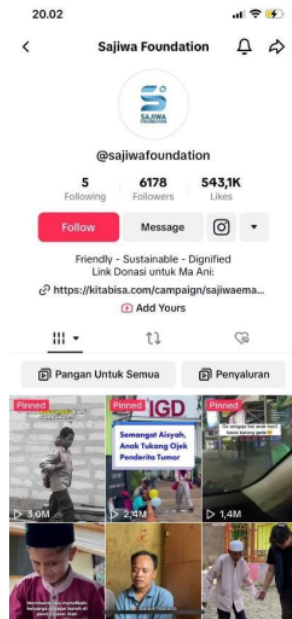 20.02
Sajiwa Foundation
SAJIWA
FOUNDATION
@sajiwafoundation
5 6178 543,1K
Following Followers Likes
Follow Message
Friendly - Sustainable - Dignified
Link Donasi untuk Ma Ani:
https://kitabisa.com/campaign/sajiwaema...
Add Yours
Pangan Untuk Semua Penyaluran
Pinned Pinned IGD Pinned
Semangat Aisyah,
Anak Tukang Ojek
Penderita Tumor
3,0M 2,4M 1,4M